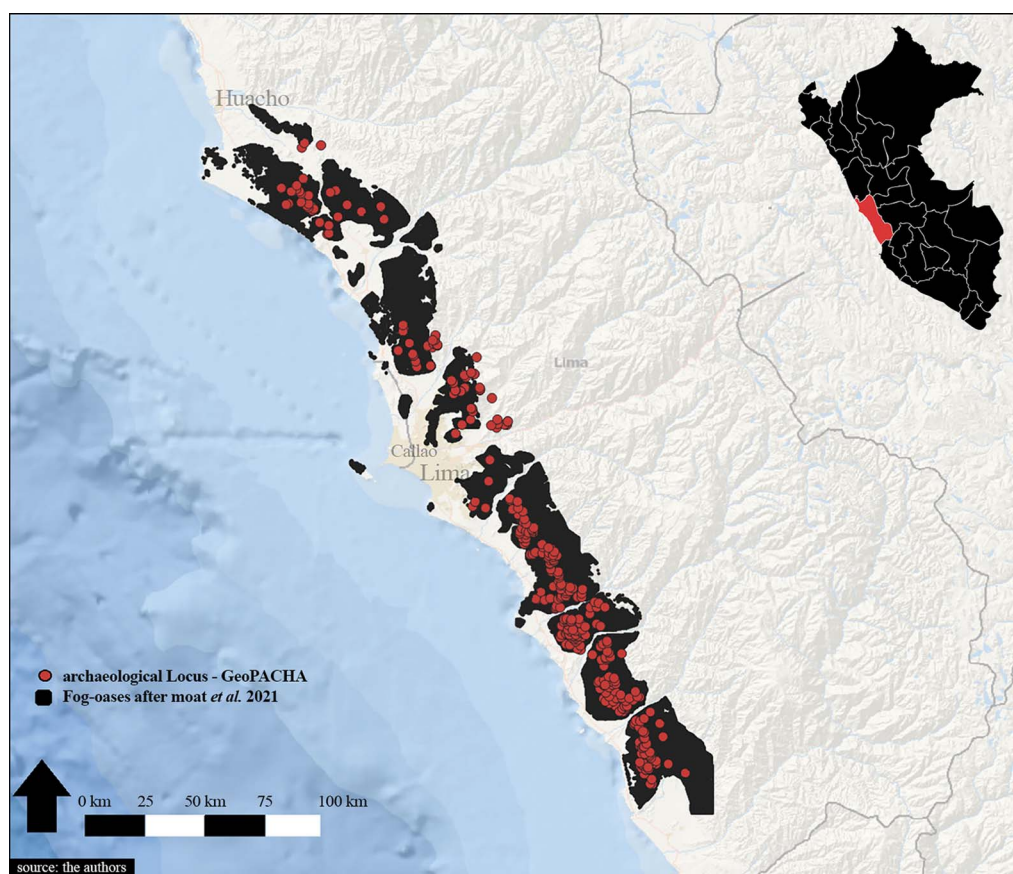 Huacho
Lima
Callao
Lima
archaeological Locus - GeoPACHA
Fog-oases after moat et al. 2021
0 km 25 50 km 75 100 km
source: the authors